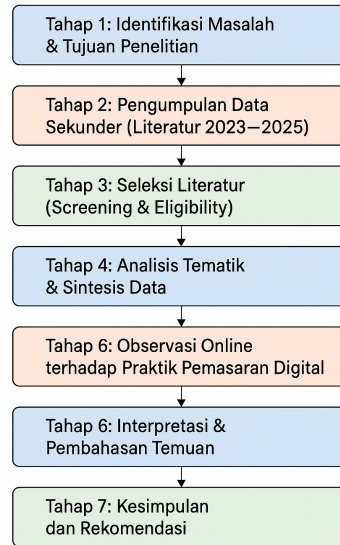 Tahap 1: Identifikasi Masalah
& Tujuan Penelitian
Tahap 2: Pengumpulan Data
Sekunder (Literatur 2023—2025)
Tahap 3: Seleksi Literatur
(Screening & Eligibility)
Tahap 4: Analisis Tematik
& Sintesis Data
Tahap 6: Observasi Online
terhadap Praktik Pemasaran Digital
Tahap 6: Interpretasi &
Pembahasan Temuan
Tahap 7: Kesimpulan
dan Rekomendasi